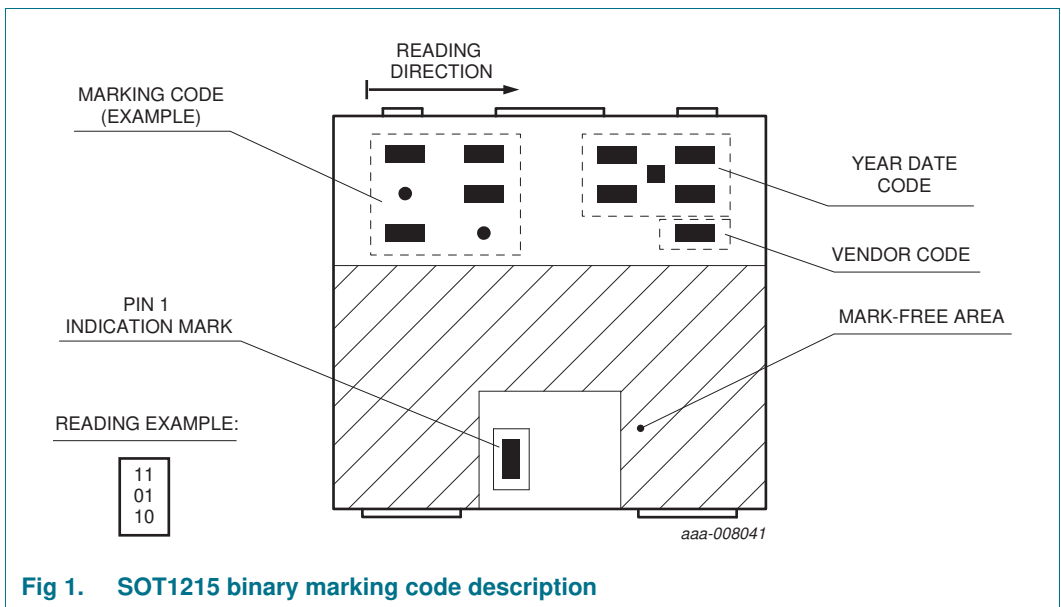 READING
DIRECTION
MARKING CODE
(EXAMPLE)
YEAR DATE
CODE
VENDOR CODE
PIN 1
INDICATION MARK
MARK-FREE AREA
READING EXAMPLE:
11
01
10
aaa-008041
Fig 1. SOT1215 binary marking code description